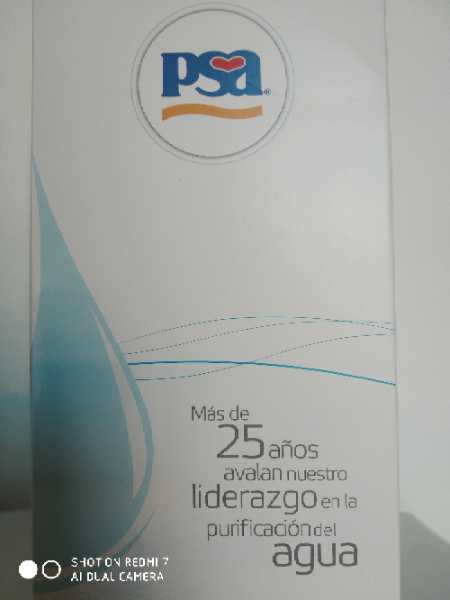 psa®
Más de
25 años
avalan nuestro
liderazgo en la
purificación del
agua
SHOT ON REDMI 7
AI DUAL CAMERA